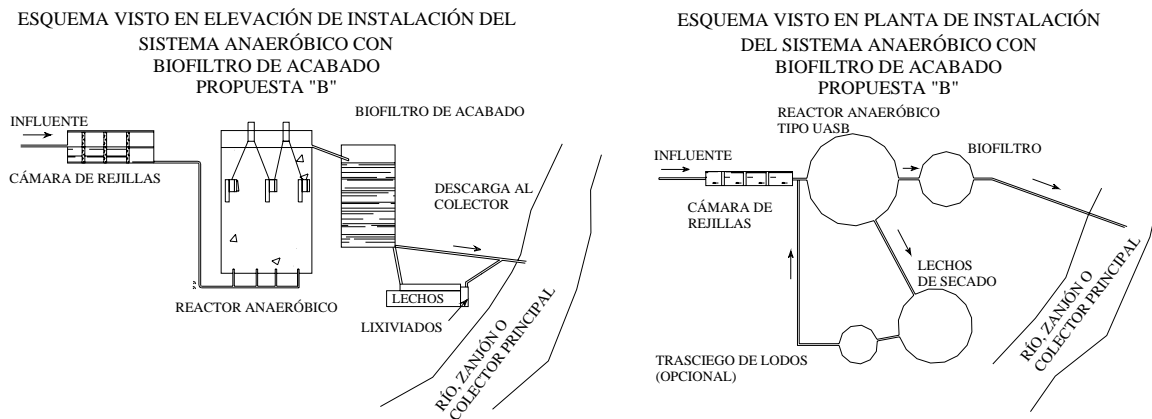 ESQUEMA VISTO EN ELEVACIÓN DE INSTALACIÓN DEL
SISTEMA ANAERÓBICO CON
BIOFILTRO DE ACABADO
PROPUESTA "B"
BIOFILTRO DE ACABADO
INFLUENTE
CÁMARA DE REJILLAS
DESCARGA AL
COLECTOR
REACTOR ANAERÓBICO
LECHOS
LIXIVIADOS
RÍO, ZANJÓN O
COLECTOR PRINCIPAL
ESQUEMA VISTO EN PLANTA DE INSTALACIÓN
DEL SISTEMA ANAERÓBICO CON
BIOFILTRO DE ACABADO
PROPUESTA "B"
REACTOR ANAERÓBICO
TIPO UASB
BIOFILTRO
INFLUENTE
CÁMARA DE
REJILLAS
LECHOS
DE SECADO
TRASCIEGO DE LODOS
(OPCIONAL)
RÍO, ZANJÓN O
COLECTOR PRINCIPAL